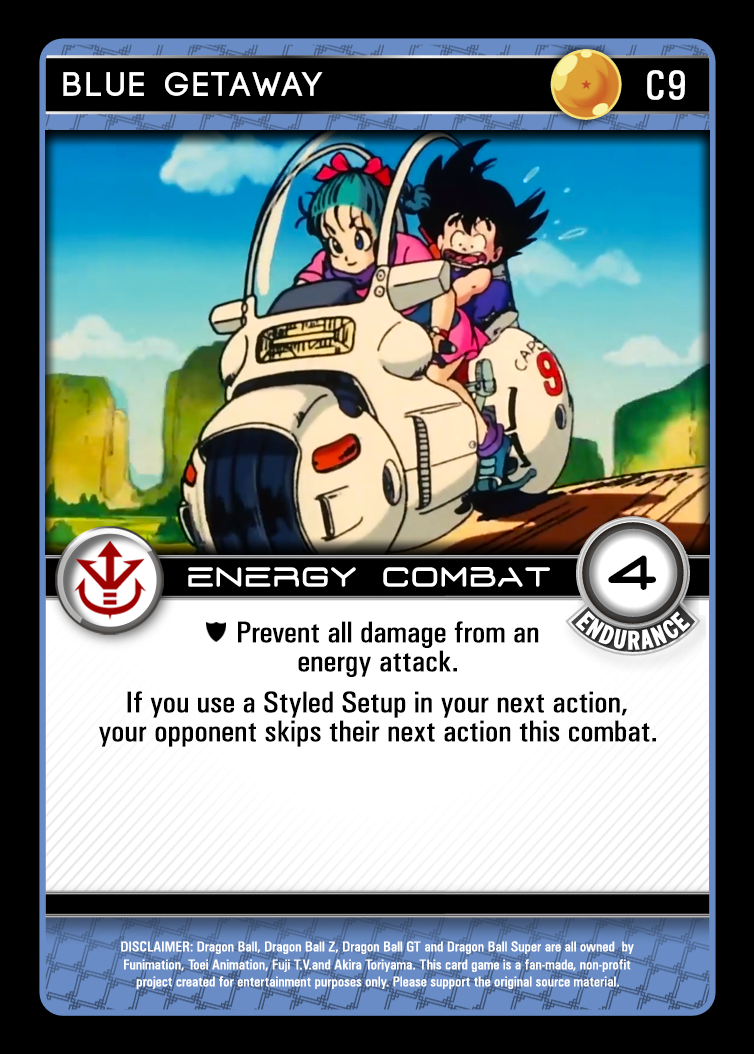 BLUE GETAWAY
C9
CAPS
9
ENERGY COMBAT
4
ENDURANCE
Prevent all damage from an
energy attack.
If you use a Styled Setup in your next action,
your opponent skips their next action this combat.
DISCLAIMER: Dragon Ball, Dragon Ball Z, Dragon Ball GT and Dragon Ball Super are all owned by
Funimation, Toei Animation, Fuji T.V.and Akira Toriyama. This card game is a fan-made, non-profit
project created for entertainment purposes only. Please support the original source material.